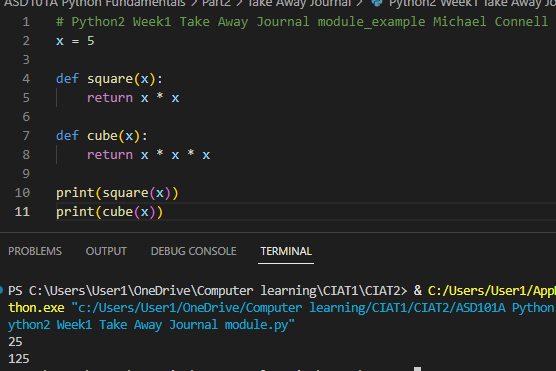 ASD101A Python Fundamentals > Part2 > Take Away Journal > Python2 Week1 Take Away Jo
1 # Python2 Week1 Take Away Journal module_example Michael Connell
2 x = 5
3
4 def square(x):
5     return x * x
6
7 def cube(x):
8     return x * x * x
9
10 print(square(x))
11 print(cube(x))
PROBLEMS OUTPUT DEBUG CONSOLE TERMINAL
PS C:\Users\User1\OneDrive\Computer learning\CIAT1\CIAT2> & C:/Users/User1/App
thon.exe "c:/Users/User1/OneDrive/Computer learning/CIAT1/CIAT2/ASD101A Python
ython2 Week1 Take Away Journal module.py"
25
125